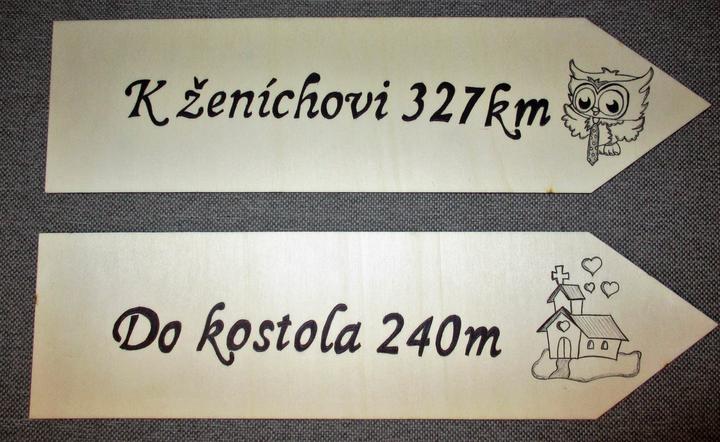 K ženíchovi 327km
Do kostola 240m